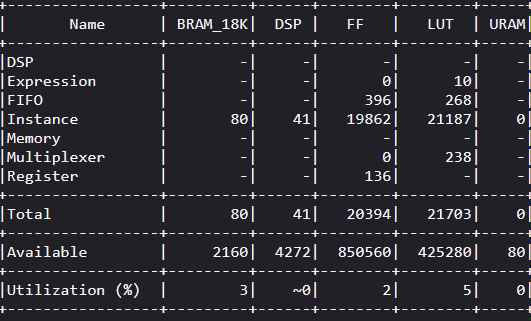 | Name | BRAM_18K| DSP | FF | LUT | URAM|
|DSP | -| -| -| -| -|
|Expression | -| -| 0| 10| -|
|FIFO | -| -| 396| 268| -|
|Instance | 80| 41| 19862| 21187| 0|
|Memory | -| -| -| -| -|
|Multiplexer | -| -| 0| 238| -|
|Register | -| -| 136| -| -|
|Total | 80| 41| 20394| 21703| 0|
|Available | 2160| 4272| 850560| 425280| 80|
|Utilization (%) | 3| ~0| 2| 5| 0|